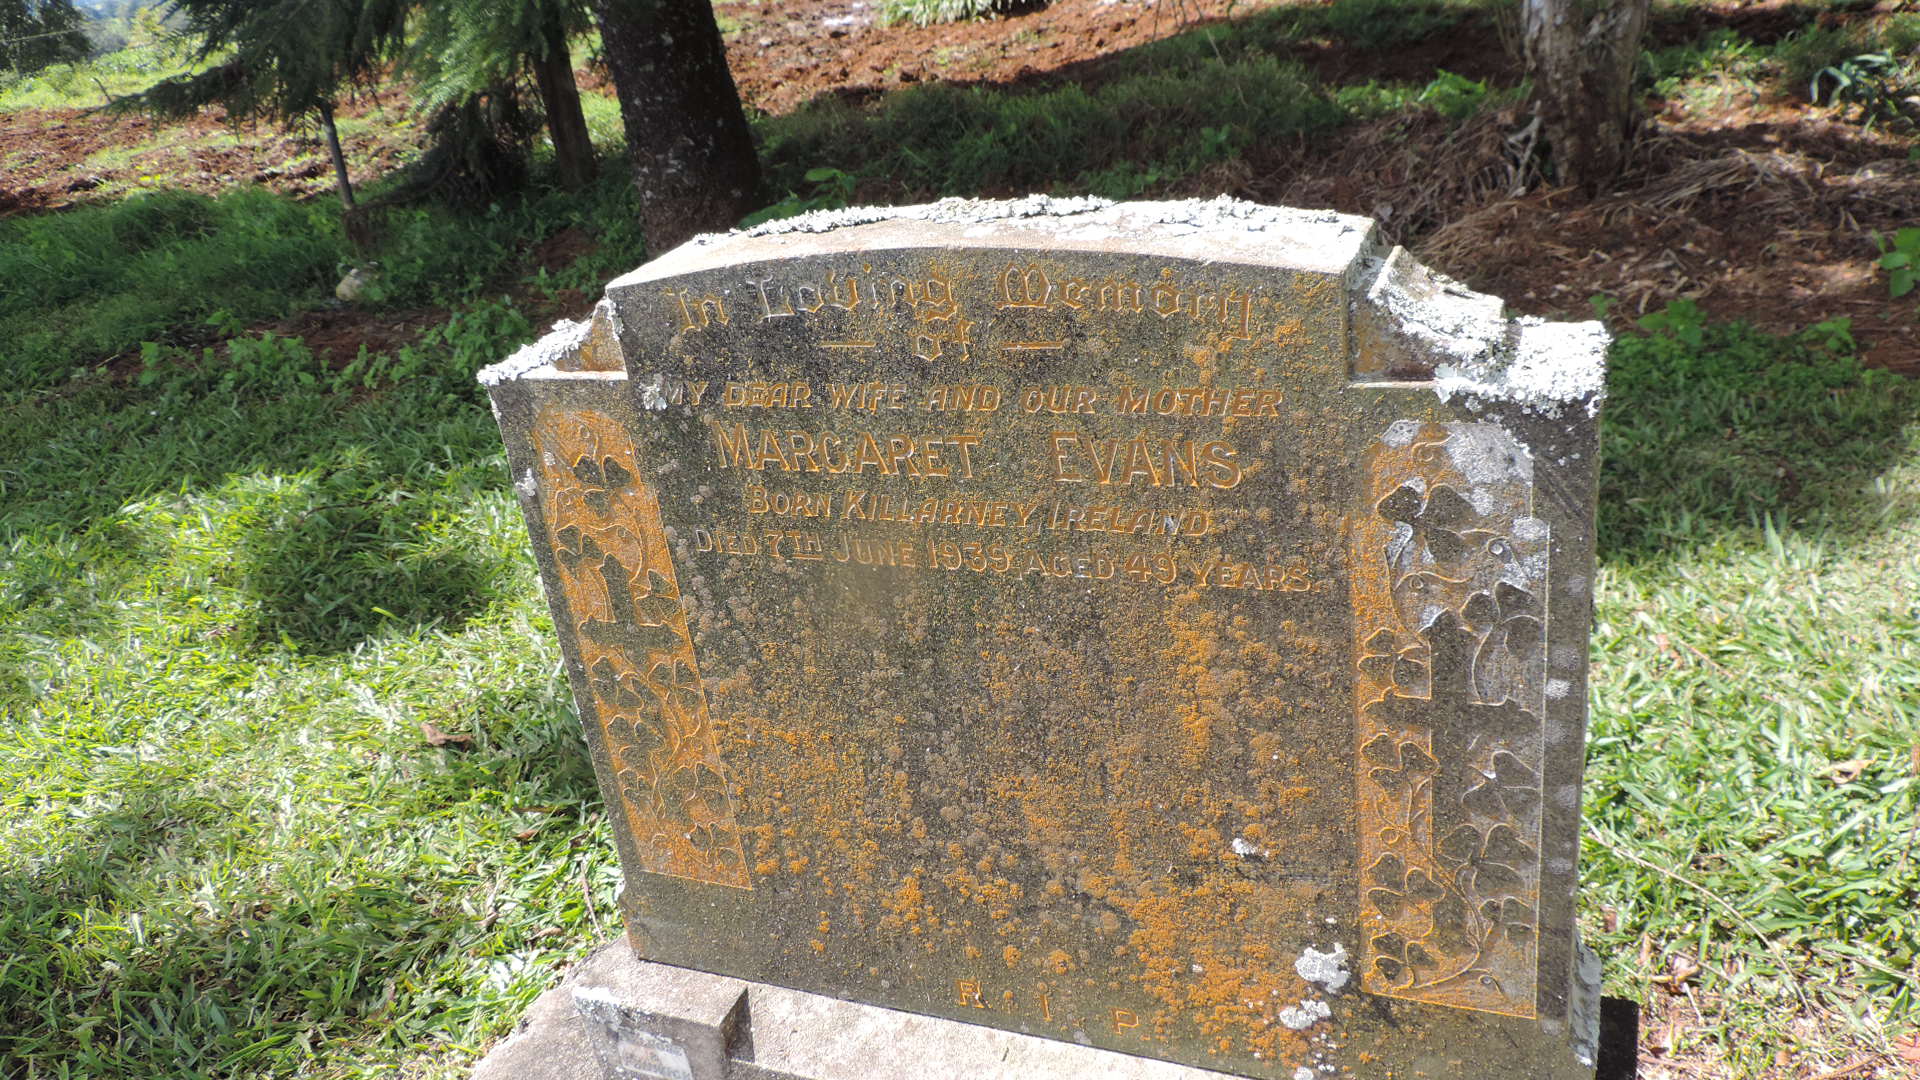 In Loving Memory
— of —
MY DEAR WIFE AND OUR MOTHER
MARGARET EVANS
BORN KILLARNEY IRELAND
DIED 7TH JUNE 1939, AGED 49 YEARS.
R. I. P